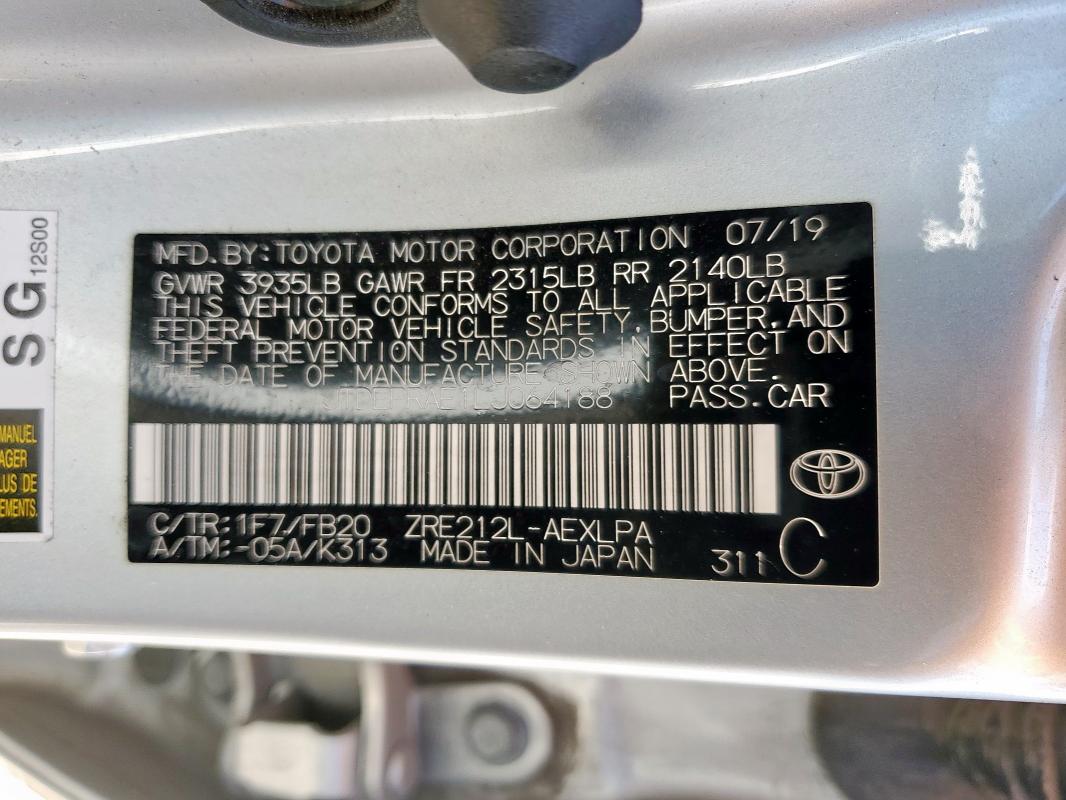 MFD. BY: TOYOTA MOTOR CORPORATION 07/19
GVWR 3935LB GAWR FR 2315LB RR 2140LB
THIS VEHICLE CONFORMS TO ALL APPLICABLE
FEDERAL MOTOR VEHICLE SAFETY, BUMPER, AND
THEFT PREVENTION STANDARDS IN EFFECT ON
THE DATE OF MANUFACTURE SHOWN ABOVE.
JTDEPRAE1LJ064188 PASS. CAR
C/TR: 1F7/FB20 ZRE212L-AEXLPA
A/TM: -05A/K313 MADE IN JAPAN 311 C
SG 12S00
MANUEL
AGER
LUS DE
EMENTS.